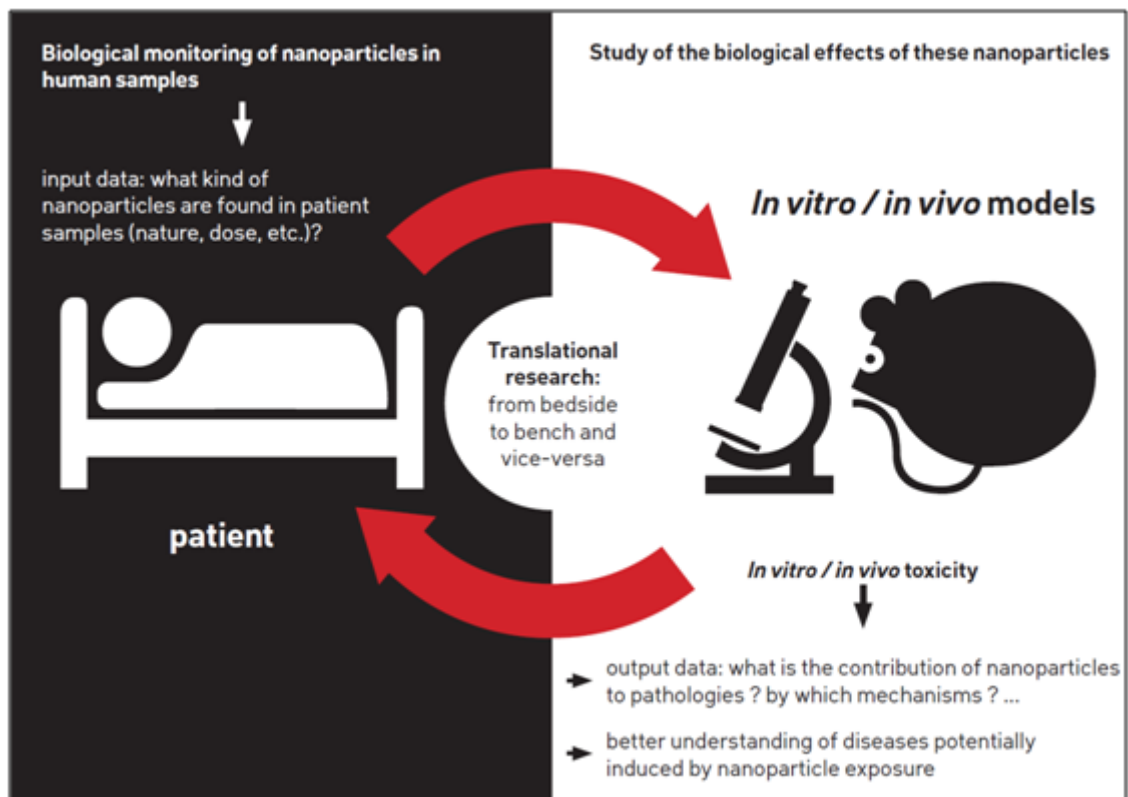 Biological monitoring of nanoparticles in
human samples
input data: what kind of
nanoparticles are found in patient
samples (nature, dose, etc.)?
patient
Translational
research:
from bedside
to bench and
vice-versa
Study of the biological effects of these nanoparticles
In vitro / in vivo models
In vitro / in vivo toxicity
output data: what is the contribution of nanoparticles
to pathologies ? by which mechanisms ? ...
better understanding of diseases potentially
induced by nanoparticle exposure